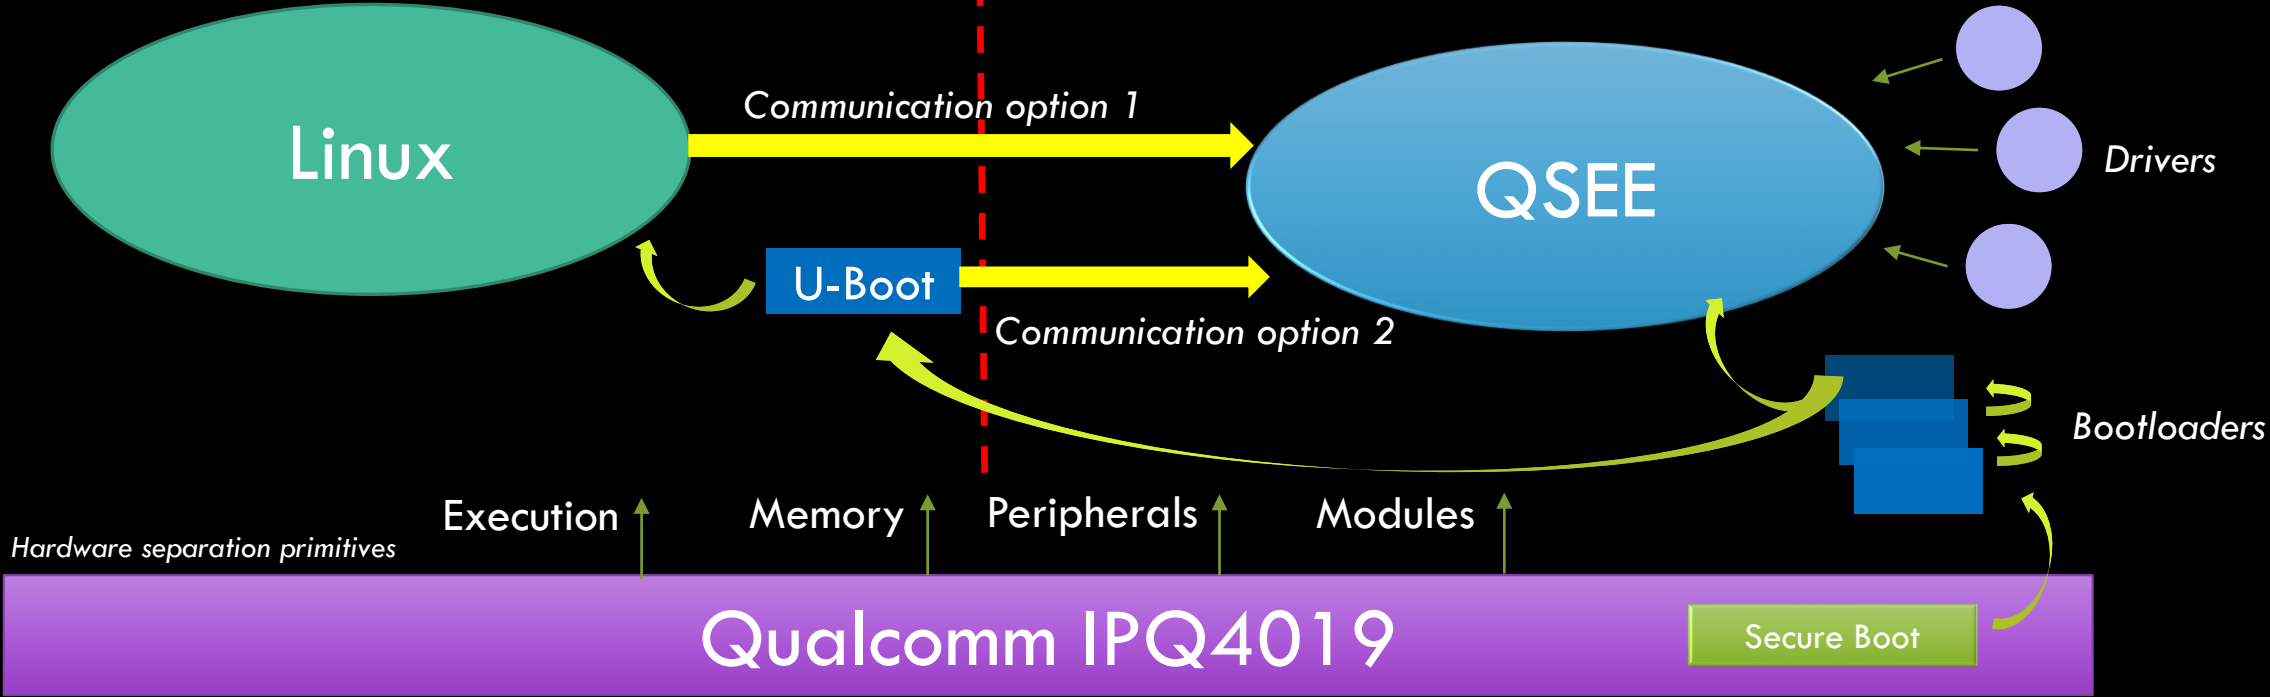 Communication option 1
Linux
QSEE
Drivers
U-Boot
Communication option 2
Bootloaders
Execution
Memory
Peripherals
Modules
Hardware separation primitives
Qualcomm IPQ4019
Secure Boot